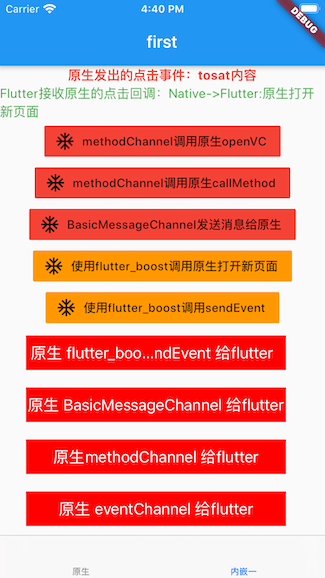 Carrier
4:40 PM
DEBUG
first
原生发出的点击事件：tosat内容
Flutter接收原生的点击回调：Native->Flutter:原生打开
新页面
methodChannel调用原生openVC
methodChannel调用原生callMethod
BasicMessageChannel发送消息给原生
使用flutter_boost调用原生打开新页面
使用flutter_boost调用sendEvent
原生 flutter_boo...ndEvent 给flutter
原生 BasicMessageChannel 给flutter
原生methodChannel 给flutter
原生 eventChannel 给flutter
原生
内嵌一